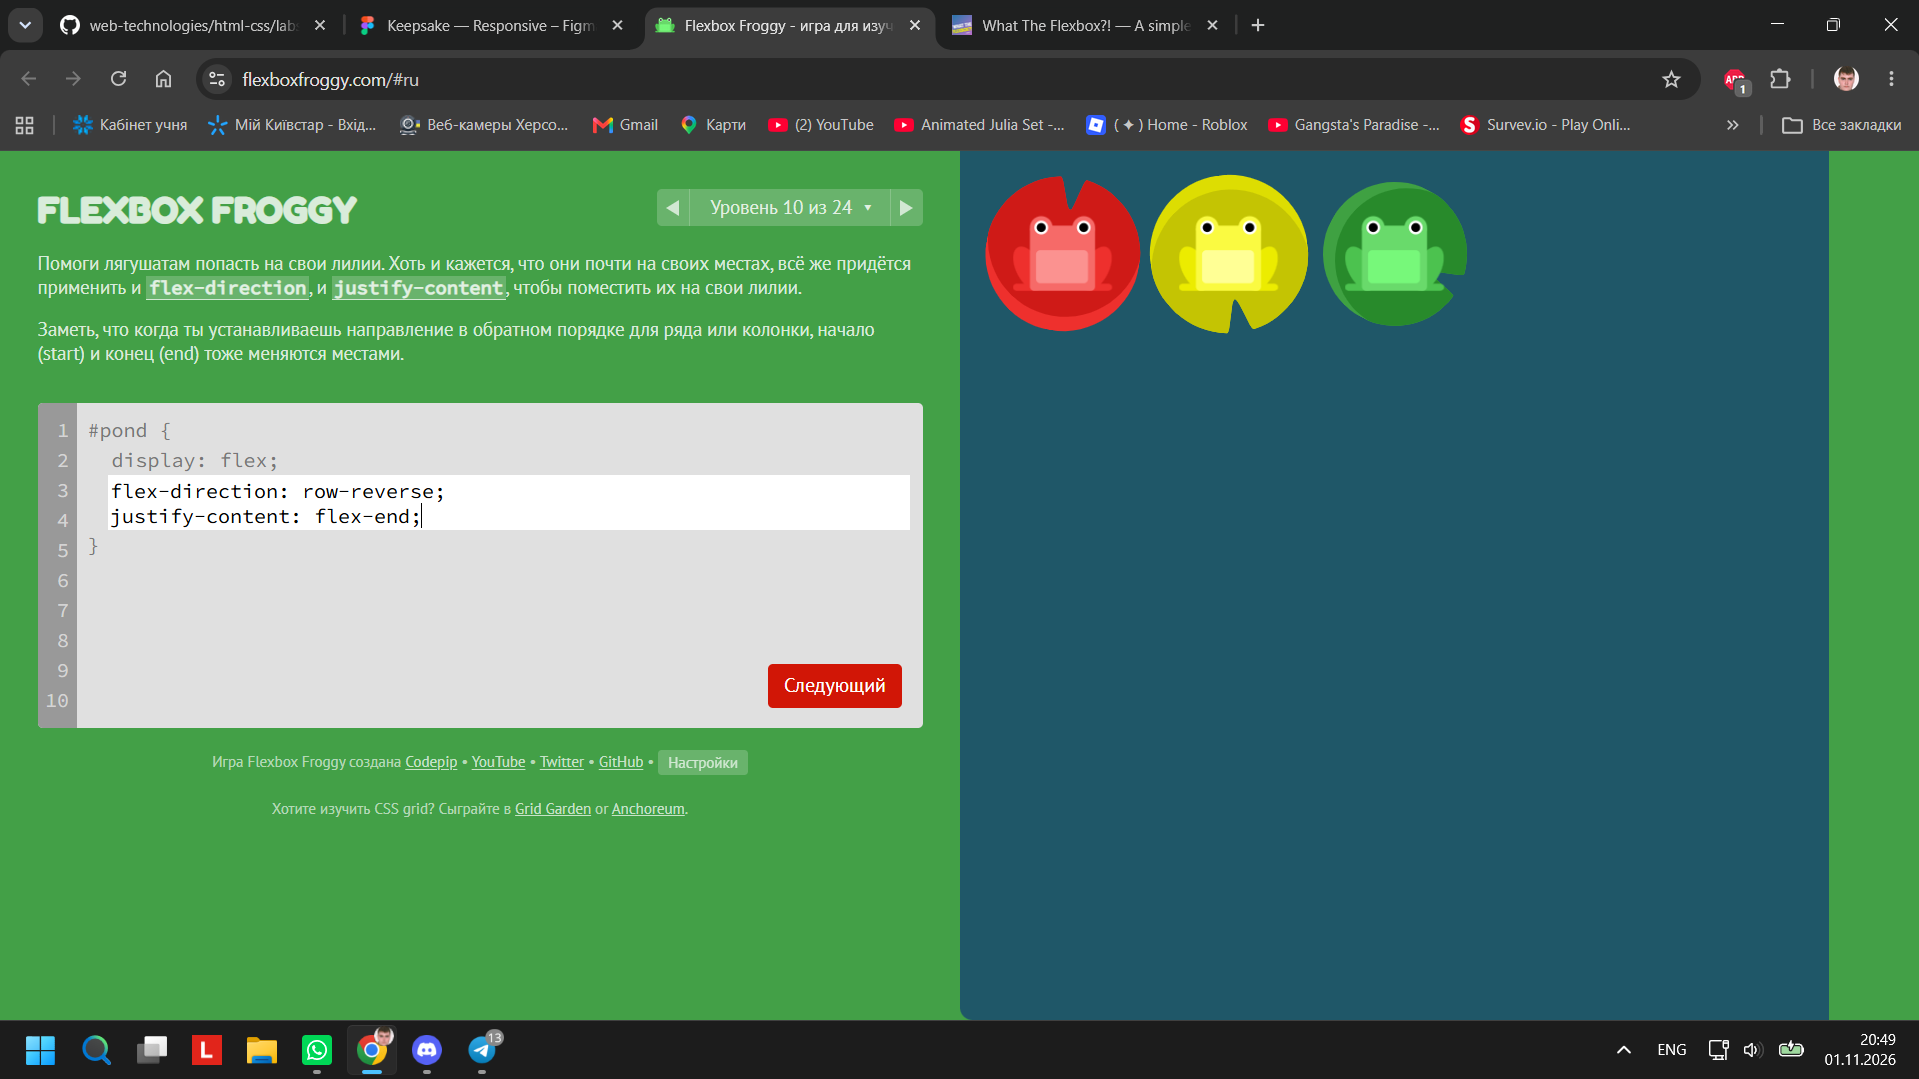 web-technologies/html-css/labs
Keepsake — Responsive – Figm
Flexbox Froggy - игра для изуч
What The Flexbox?! — A simple
flexboxfroggy.com/#ru
ABP
1
Кабінет учня
Мій Київстар - Вхід...
Веб-камеры Херсо...
Gmail
Карти
(2) YouTube
Animated Julia Set -...
( ✦ ) Home - Roblox
Gangsta's Paradise -...
Survev.io - Play Onli...
Все закладки
FLEXBOX FROGGY
Уровень 10 из 24
Помоги лягушатам попасть на свои лилии. Хоть и кажется, что они почти на своих местах, всё же придётся
применить и flex-direction, и justify-content, чтобы поместить их на свои лилии.
Заметь, что когда ты устанавливаешь направление в обратном порядке для ряда или колонки, начало
(start) и конец (end) тоже меняются местами.
1 #pond {
2 display: flex;
3 flex-direction: row-reverse;
4 justify-content: flex-end;
5 }
6
7
8
9
10
Следующий
Игра Flexbox Froggy создана Codepip • YouTube • Twitter • GitHub • Настройки
Хотите изучить CSS grid? Сыграйте в Grid Garden or Anchoreum.
L
13
ENG
20:49
01.11.2026